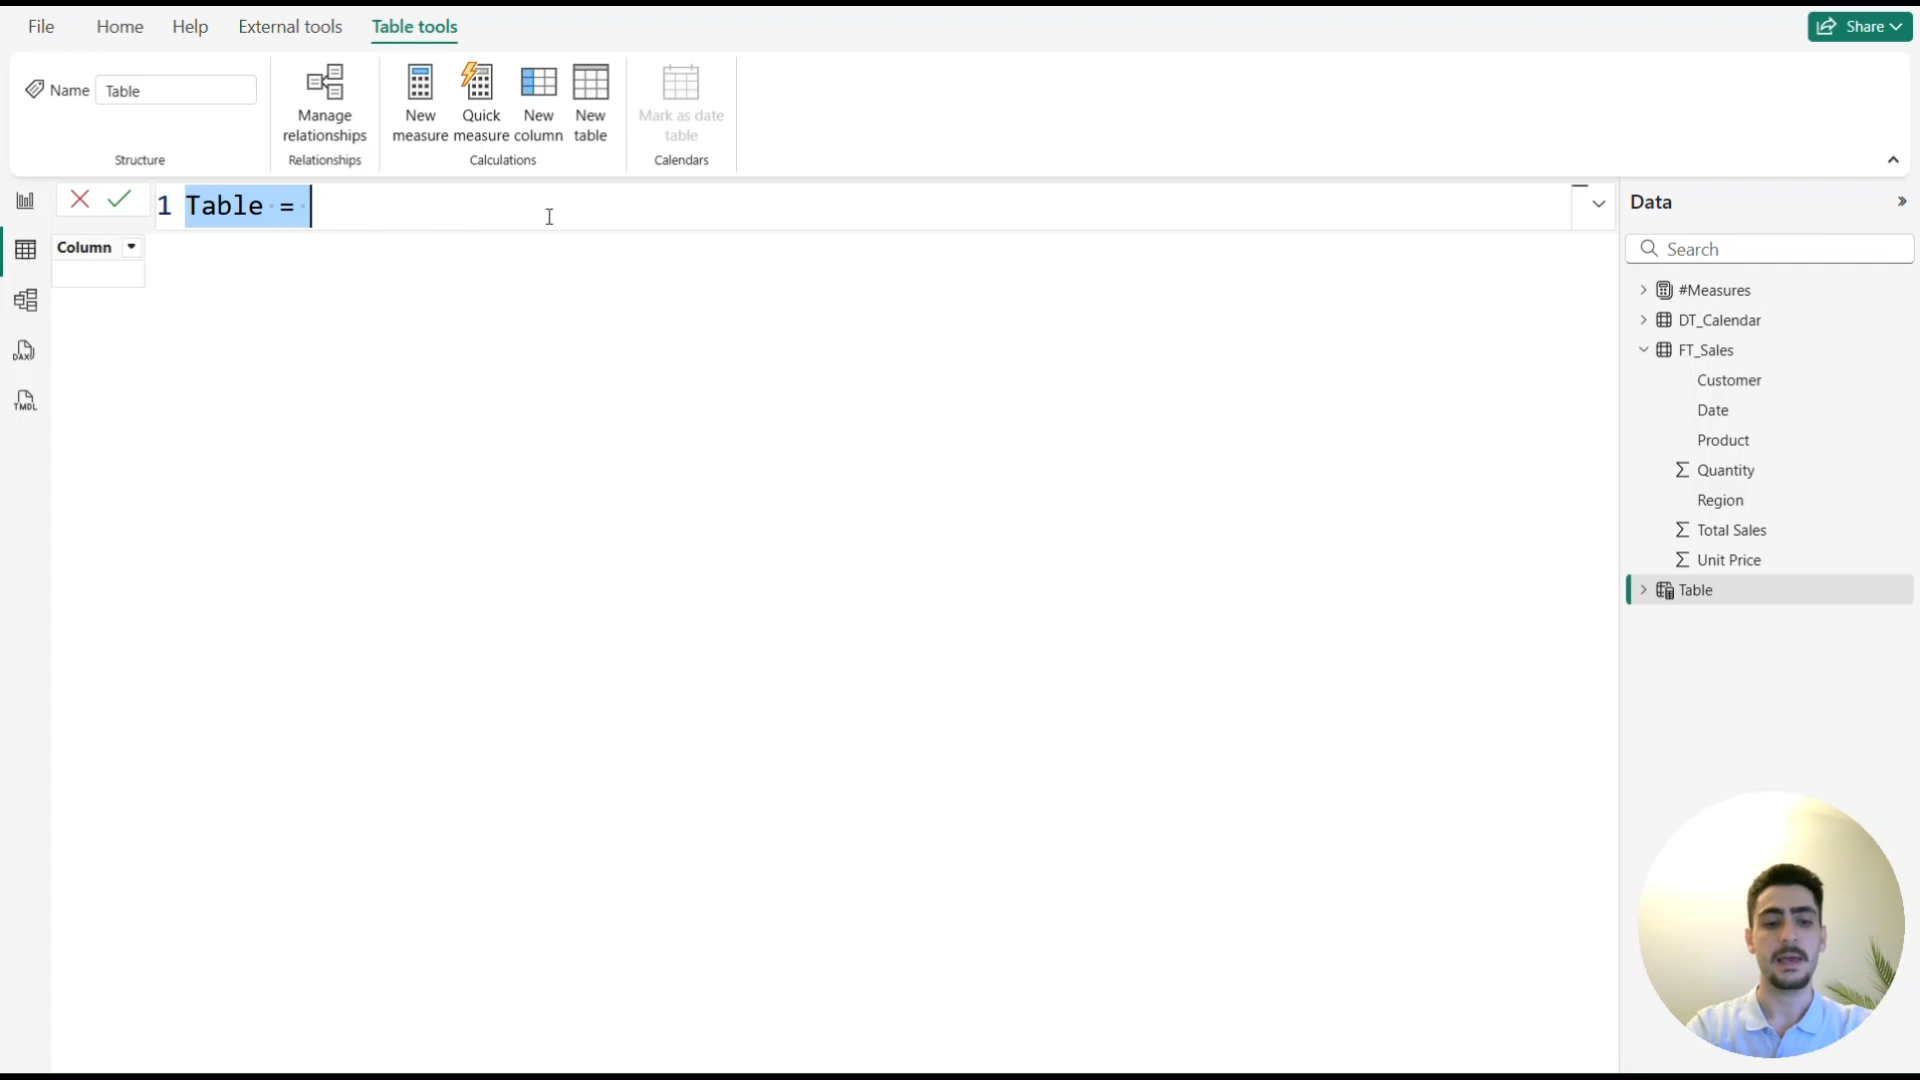 File
Home
Help
External tools
Table tools
Share
Name
Table
Structure
Manage relationships
Relationships
New measure
Quick measure
New column
New table
Calculations
Mark as date table
Calendars
1 Table =
Column
DAX
TMDL
Data
Search
#Measures
DT_Calendar
FT_Sales
Customer
Date
Product
Quantity
Region
Total Sales
Unit Price
Table